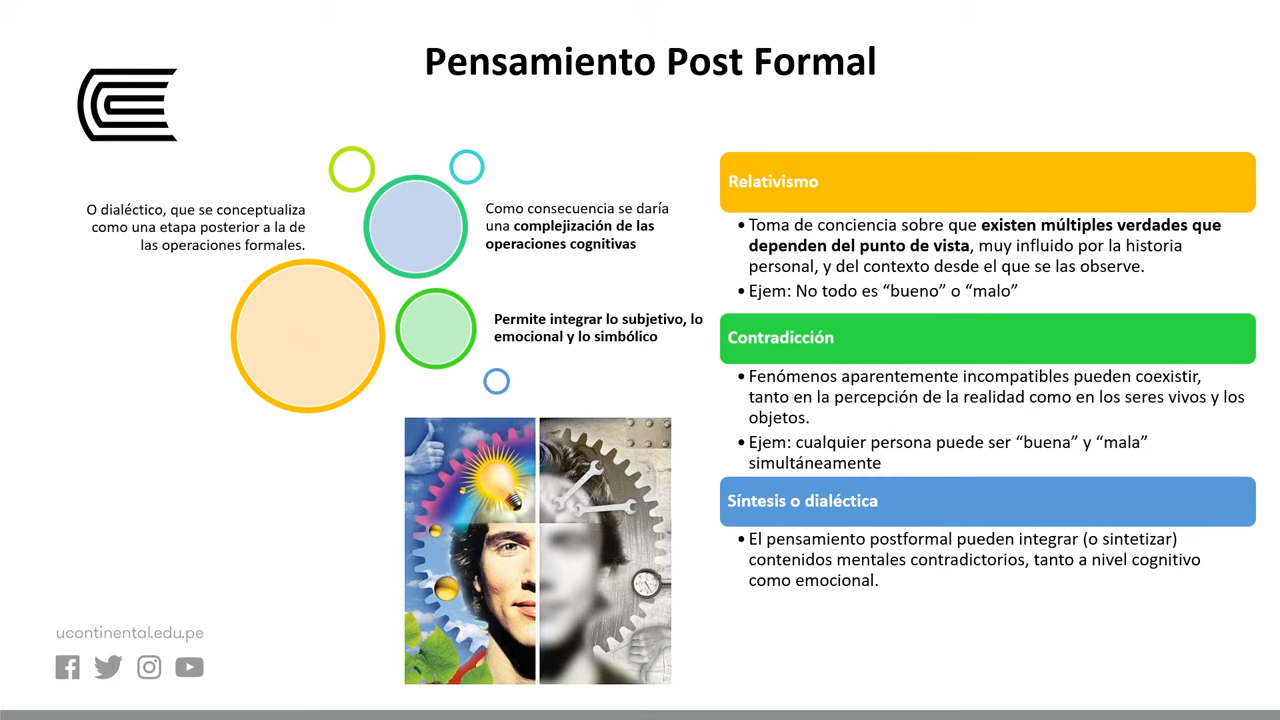 Pensamiento Post Formal
O dialéctico, que se conceptualiza
como una etapa posterior a la de
las operaciones formales.
Como consecuencia se daría
una complejización de las
operaciones cognitivas
Permite integrar lo subjetivo, lo
emocional y lo simbólico
Relativismo
• Toma de conciencia sobre que existen múltiples verdades que
dependen del punto de vista, muy influido por la historia
personal, y del contexto desde el que se las observe.
• Ejem: No todo es “bueno” o “malo”
Contradicción
• Fenómenos aparentemente incompatibles pueden coexistir,
tanto en la percepción de la realidad como en los seres vivos y los
objetos.
• Ejem: cualquier persona puede ser “buena” y “mala”
simultáneamente
Síntesis o dialéctica
• El pensamiento postformal pueden integrar (o sintetizar)
contenidos mentales contradictorios, tanto a nivel cognitivo
como emocional.
ucontinental.edu.pe